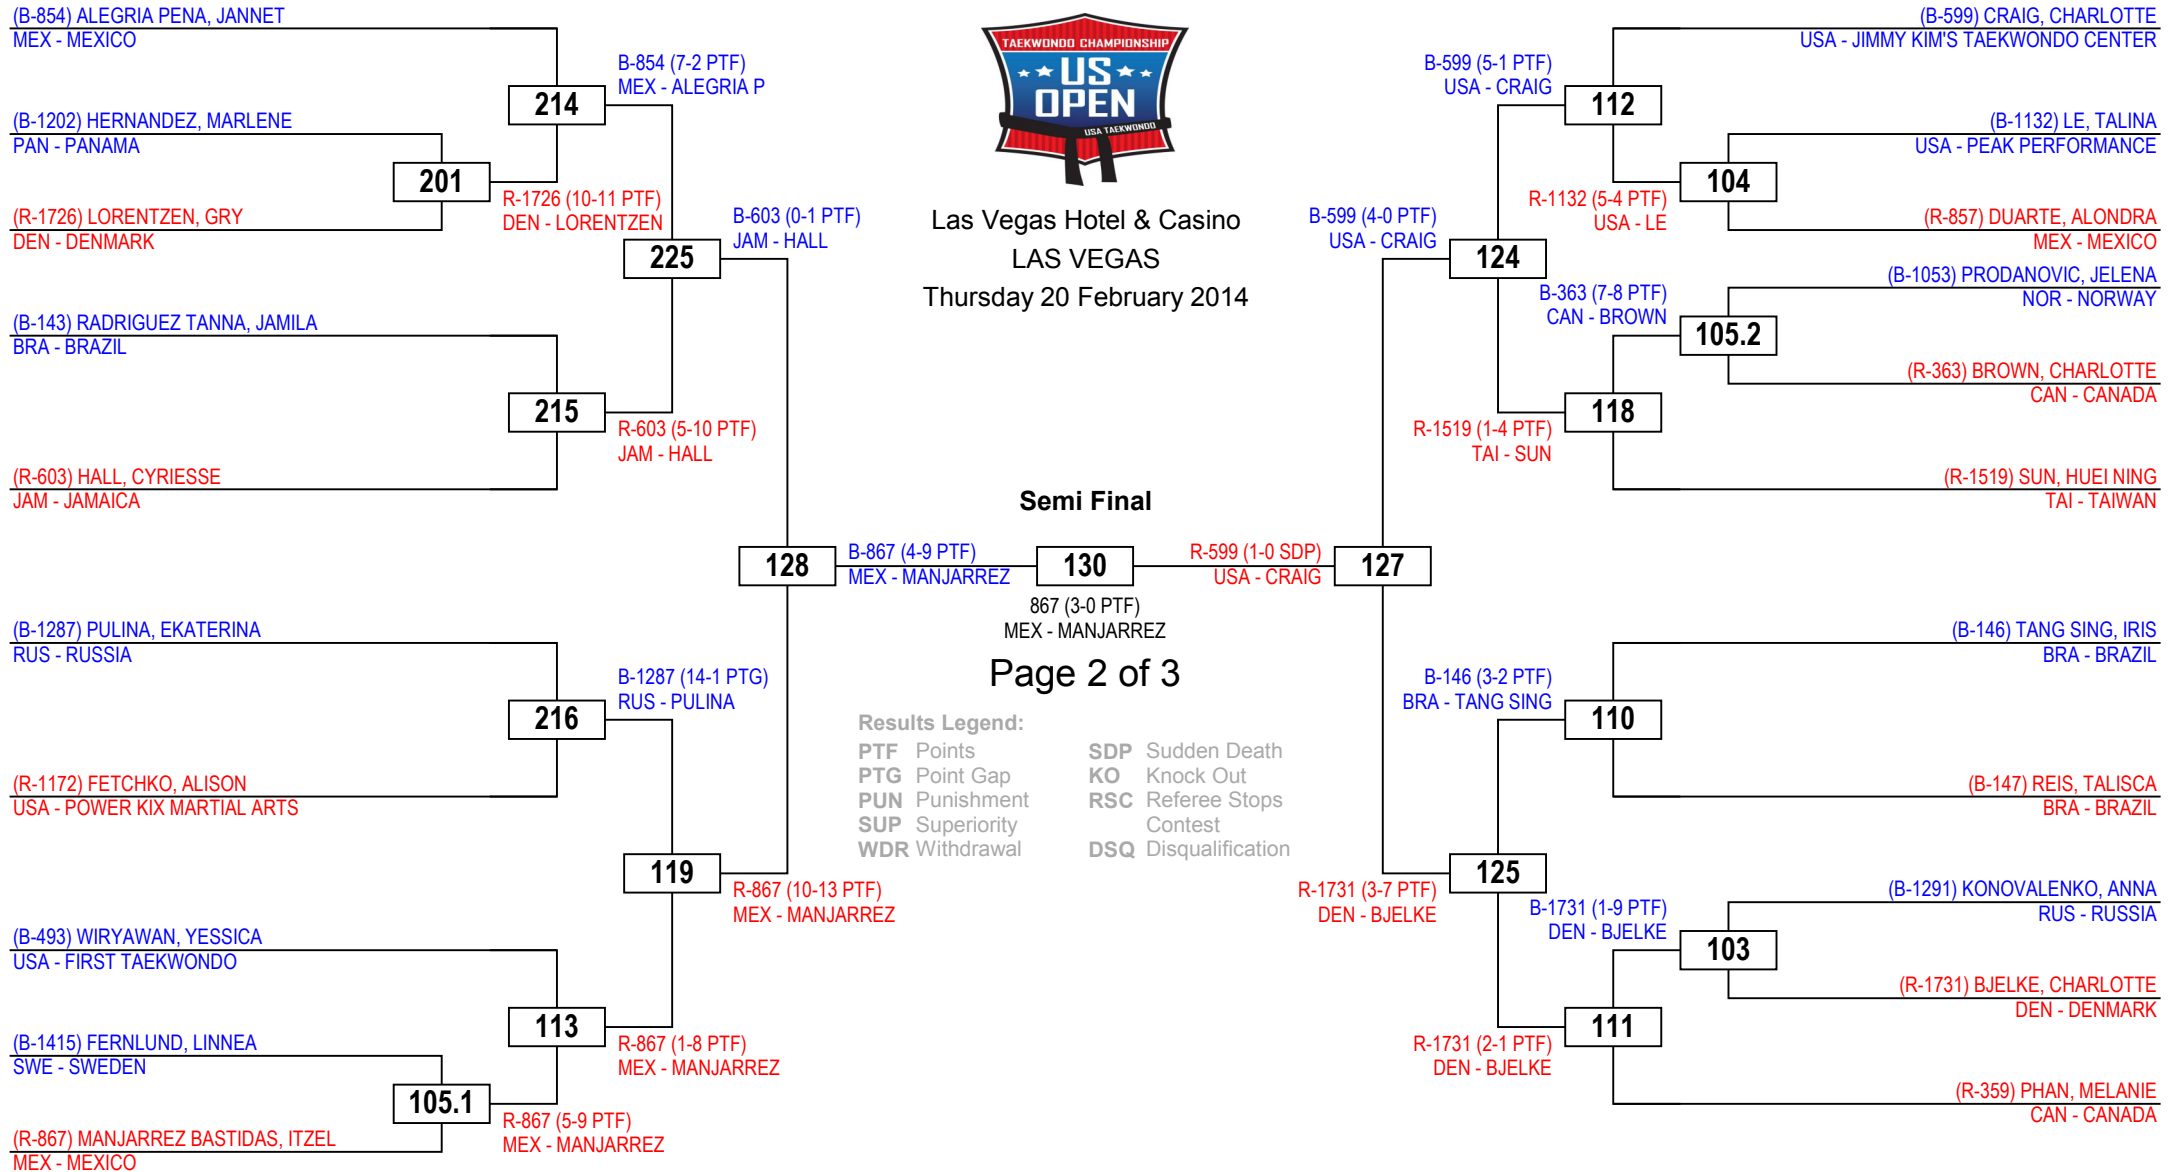 (B-854) ALEGRIA PENA, JANNET
MEX - MEXICO
B-854 (7-2 PTF)
MEX - ALEGRIA P
214
(B-1202) HERNANDEZ, MARLENE
PAN - PANAMA
201
R-1726 (10-11 PTF)
DEN - LORENTZEN
(R-1726) LORENTZEN, GRY
DEN - DENMARK
B-603 (0-1 PTF)
JAM - HALL
225
(B-143) RADRIGUEZ TANNA, JAMILA
BRA - BRAZIL
215
R-603 (5-10 PTF)
JAM - HALL
(R-603) HALL, CYRIESSE
JAM - JAMAICA
128
B-867 (4-9 PTF)
MEX - MANJARREZ
(B-1287) PULINA, EKATERINA
RUS - RUSSIA
B-1287 (14-1 PTG)
RUS - PULINA
216
(R-1172) FETCHKO, ALISON
USA - POWER KIX MARTIAL ARTS
119
R-867 (10-13 PTF)
MEX - MANJARREZ
(B-493) WIRYAWAN, YESSICA
USA - FIRST TAEKWONDO
113
R-867 (1-8 PTF)
MEX - MANJARREZ
(B-1415) FERNLUND, LINNEA
SWE - SWEDEN
105.1
R-867 (5-9 PTF)
MEX - MANJARREZ
(R-867) MANJARREZ BASTIDAS, ITZEL
MEX - MEXICO
TAEKWONDO CHAMPIONSHIP
US
OPEN
USA TAEKWONDO
Las Vegas Hotel & Casino
LAS VEGAS
Thursday 20 February 2014
Semi Final
130
867 (3-0 PTF)
MEX - MANJARREZ
Page 2 of 3
Results Legend:
PTF Points
PTG Point Gap
PUN Punishment
SUP Superiority
WDR Withdrawal
SDP Sudden Death
KO Knock Out
RSC Referee Stops
Contest
DSQ Disqualification
(B-599) CRAIG, CHARLOTTE
USA - JIMMY KIM'S TAEKWONDO CENTER
B-599 (5-1 PTF)
USA - CRAIG
112
(B-1132) LE, TALINA
USA - PEAK PERFORMANCE
104
R-1132 (5-4 PTF)
USA - LE
(R-857) DUARTE, ALONDRA
MEX - MEXICO
B-599 (4-0 PTF)
USA - CRAIG
124
(B-1053) PRODANOVIC, JELENA
NOR - NORWAY
B-363 (7-8 PTF)
CAN - BROWN
105.2
(R-363) BROWN, CHARLOTTE
CAN - CANADA
118
R-1519 (1-4 PTF)
TAI - SUN
(R-1519) SUN, HUEI NING
TAI - TAIWAN
R-599 (1-0 SDP)
USA - CRAIG
127
(B-146) TANG SING, IRIS
BRA - BRAZIL
B-146 (3-2 PTF)
BRA - TANG SING
110
(B-147) REIS, TALISCA
BRA - BRAZIL
125
R-1731 (3-7 PTF)
DEN - BJELKE
(B-1291) KONOVALENKO, ANNA
RUS - RUSSIA
B-1731 (1-9 PTF)
DEN - BJELKE
103
(R-1731) BJELKE, CHARLOTTE
DEN - DENMARK
111
R-1731 (2-1 PTF)
DEN - BJELKE
(R-359) PHAN, MELANIE
CAN - CANADA